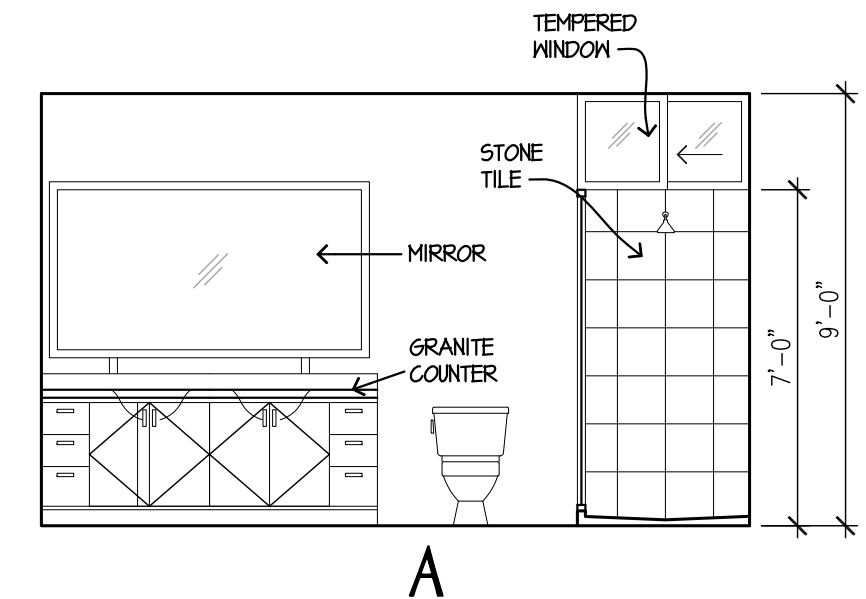 TEMPERED
WINDOW
STONE
TILE
MIRROR
GRANITE
COUNTER
7'-0"
9'-0"
A